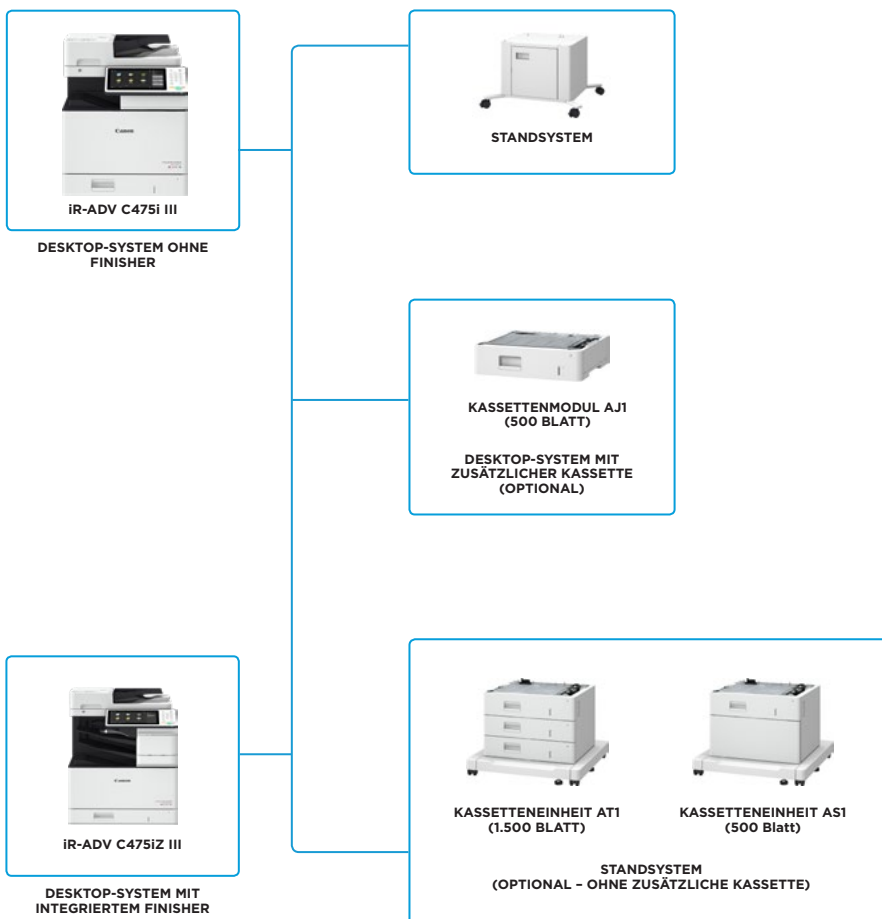 Canon
iR-ADV C475i III
DESKTOP-SYSTEM OHNE
FINISHER
STANDSYSTEM
KASSETTENMODUL AJ1
(500 BLATT)
DESKTOP-SYSTEM MIT
ZUSÄTZLICHER KASSETTE
(OPTIONAL)
Canon
iR-ADV C475iZ III
DESKTOP-SYSTEM MIT
INTEGRIERTEM FINISHER
KASSETTENEINHEIT AT1
(1.500 BLATT)
KASSETTENEINHEIT AS1
(500 Blatt)
STANDSYSTEM
(OPTIONAL – OHNE ZUSÄTZLICHE KASSETTE)